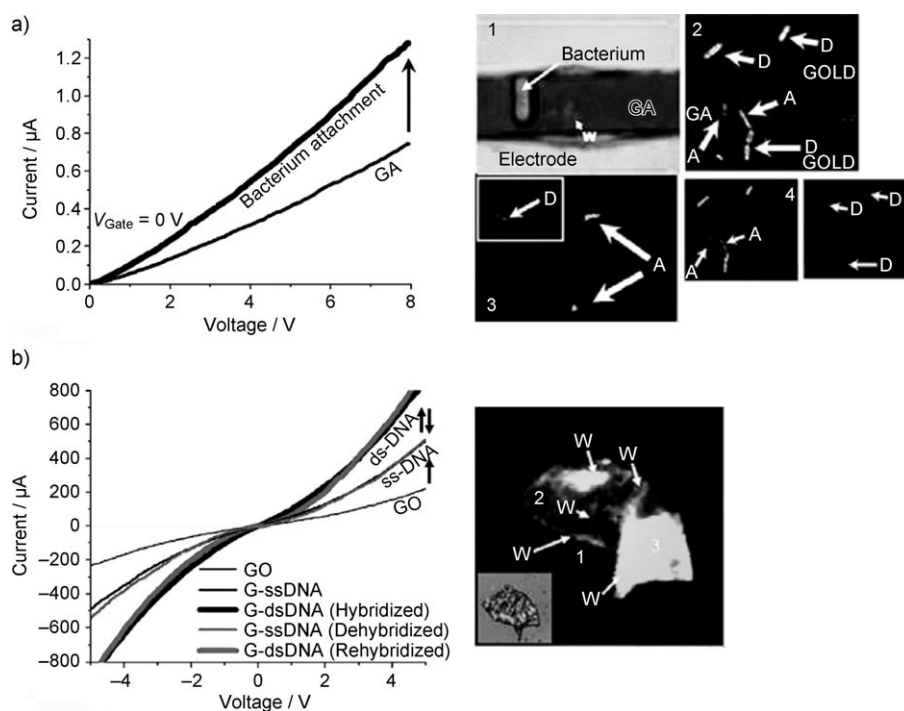 a)
1.2
1.0
0.8
0.6
0.4
0.2
0.0
Current / µA
Bacterium attachment
GA
VGate = 0 V
0
2
4
6
8
Voltage / V
1
Bacterium
GA
W
Electrode
2
D
D
GOLD
A
GA
A
D
GOLD
D
A
3
4
A
A
D
D
D
b)
800
600
400
200
0
–200
–400
–600
–800
Current / µA
ds-DNA
ss-DNA
GO
GO
G-ssDNA
G-dsDNA (Hybridized)
G-ssDNA (Dehybridized)
G-dsDNA (Rehybridized)
–4
–2
0
2
4
Voltage / V
W
W
2
W
W
1
3
W